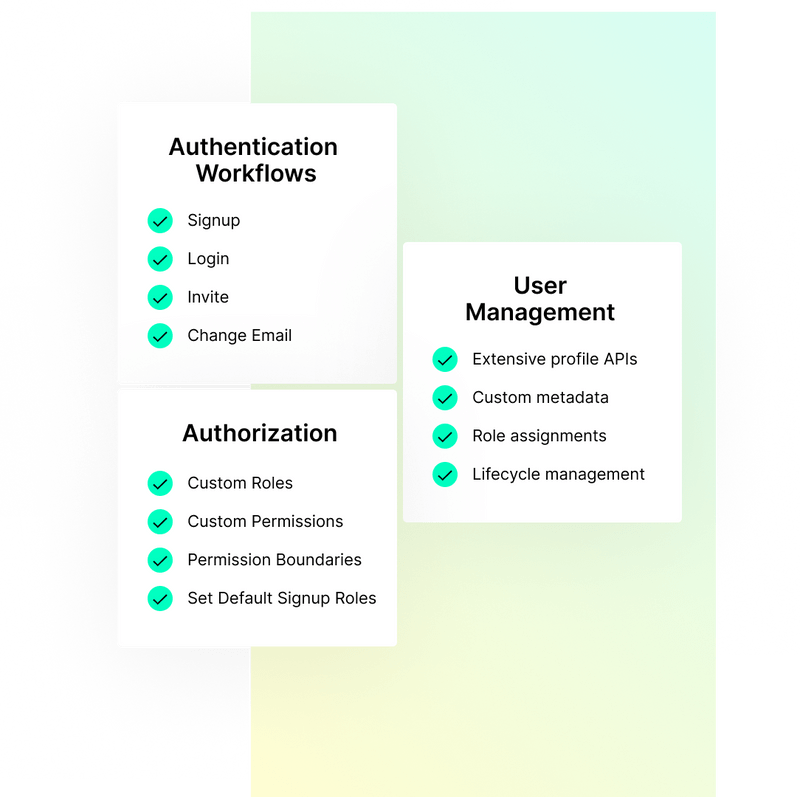 Authentication
Workflows
Signup
Login
Invite
Change Email
Authorization
Custom Roles
Custom Permissions
Permission Boundaries
Set Default Signup Roles
User
Management
Extensive profile APIs
Custom metadata
Role assignments
Lifecycle management